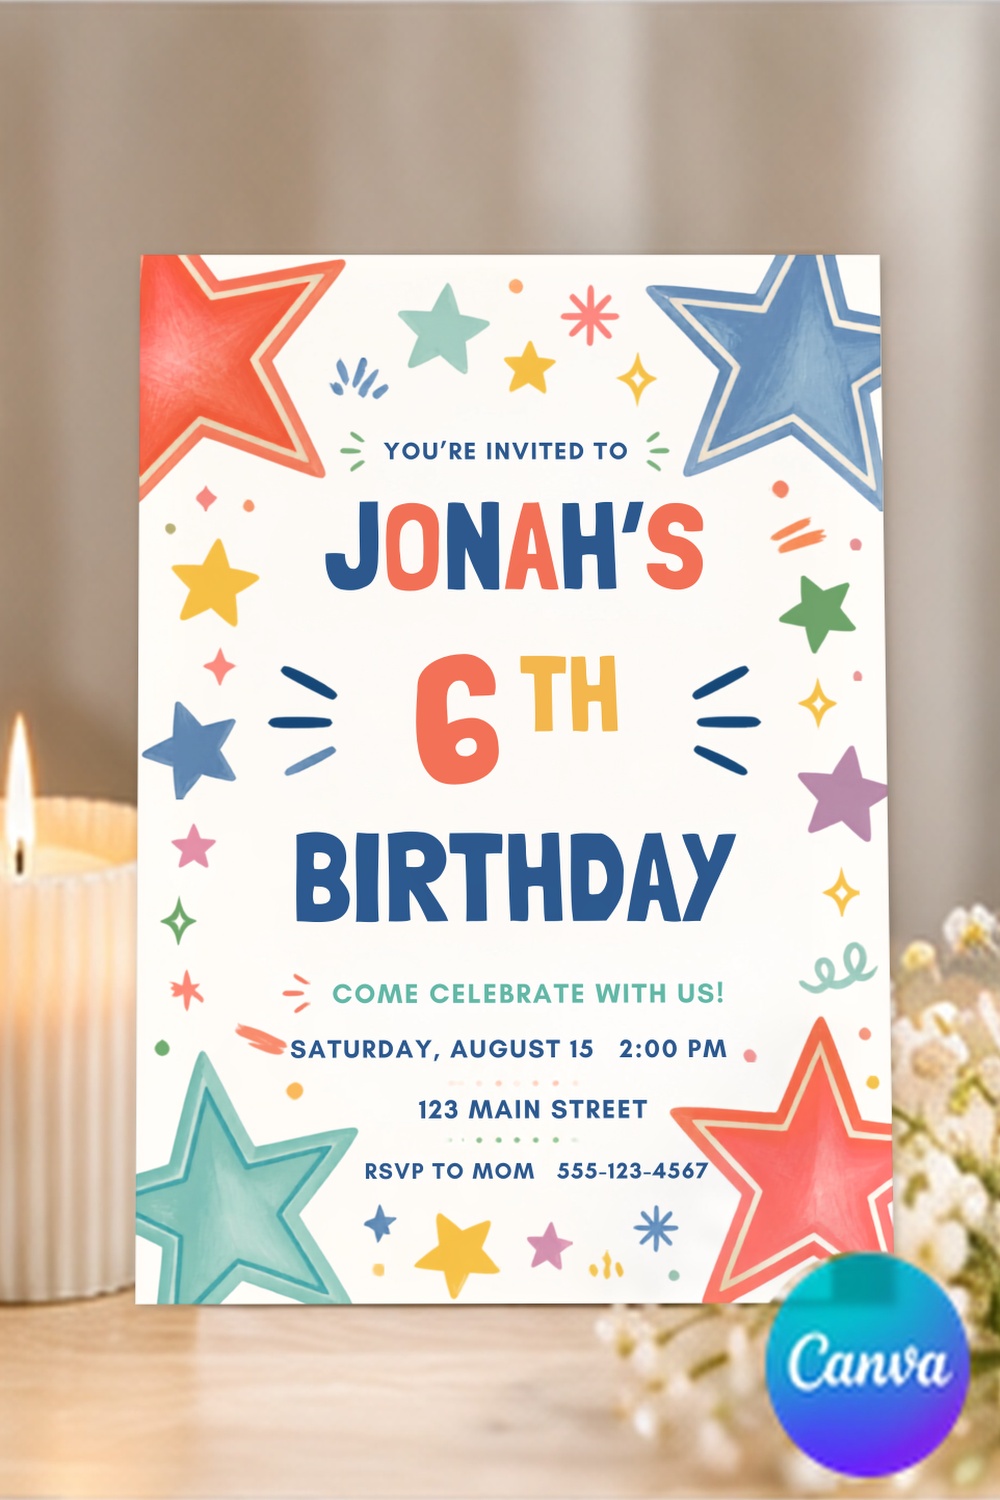 YOU'RE INVITED TO
JONAH'S
6TH
BIRTHDAY
COME CELEBRATE WITH US!
SATURDAY, AUGUST 15 2:00 PM
123 MAIN STREET
RSVP TO MOM 555-123-4567
Canva